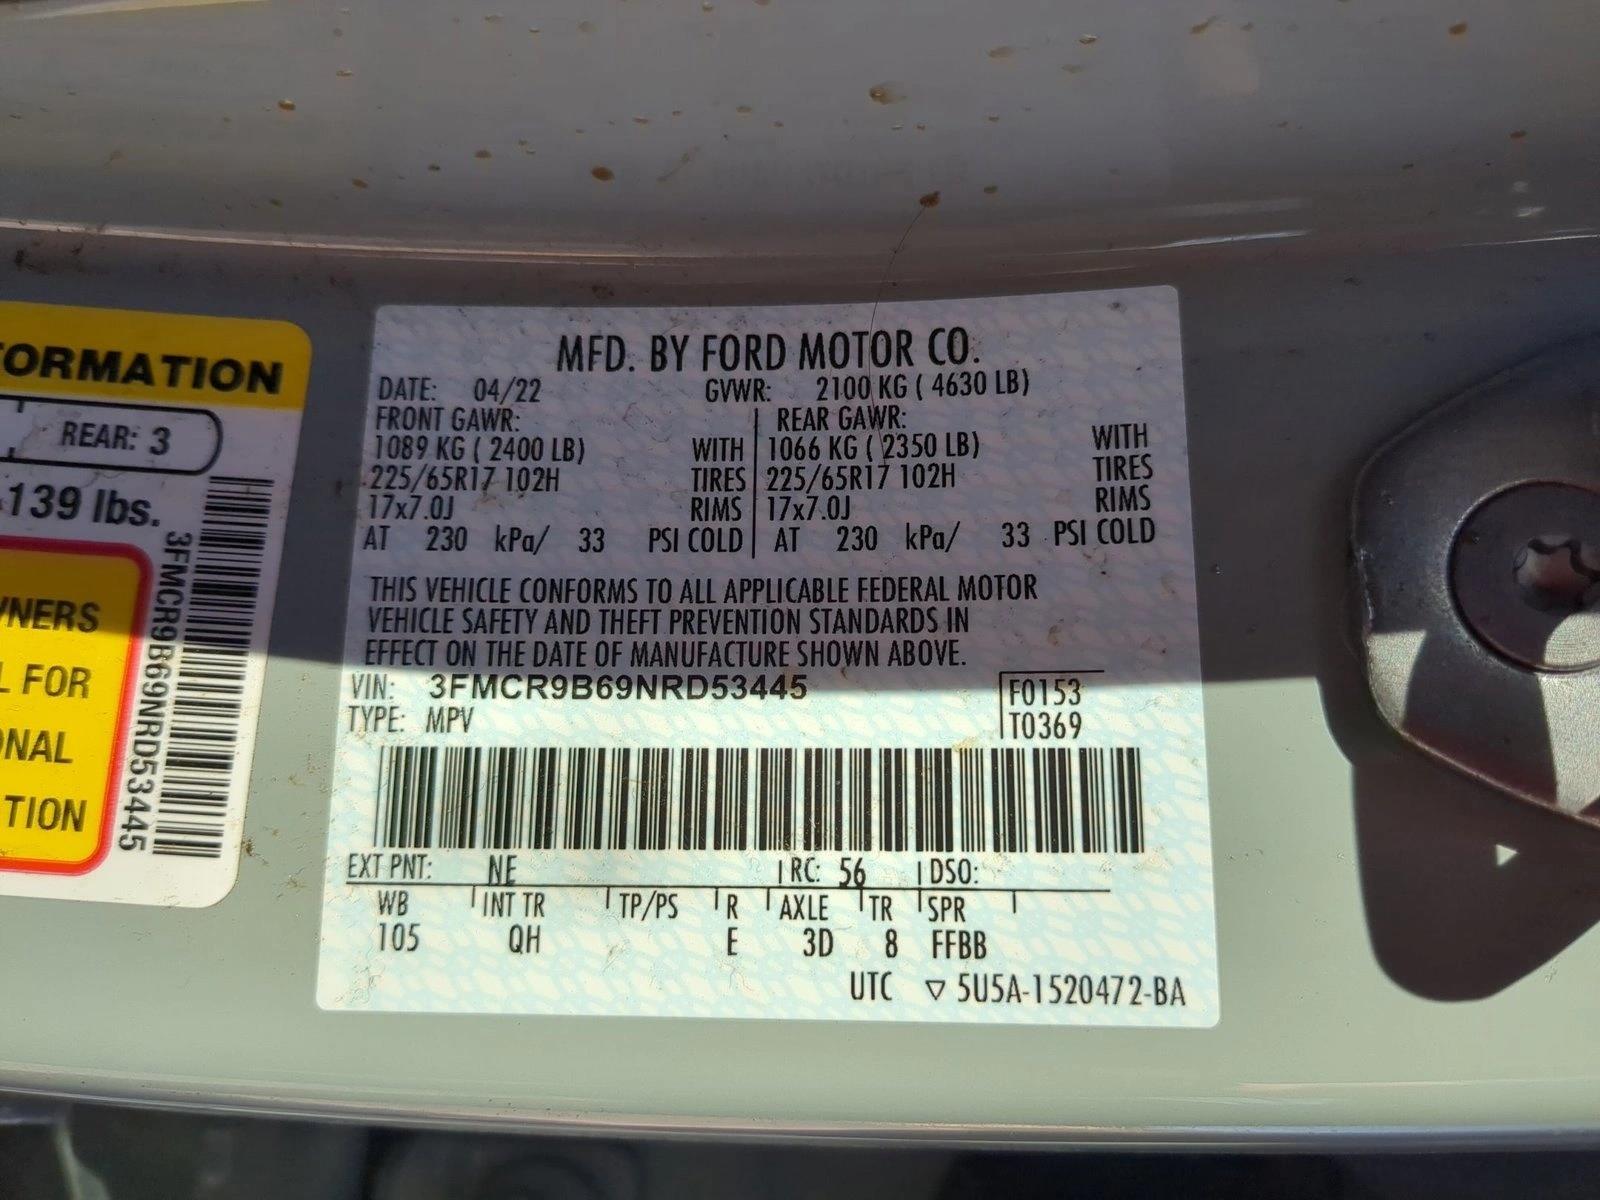 FORMATION
REAR: 3
139 lbs.
WNERS
L FOR
ONAL
TION
3FMCR9B69NRD53445
MFD. BY FORD MOTOR CO.
DATE: 04/22 GVWR: 2100 KG ( 4630 LB)
FRONT GAWR: REAR GAWR:
1089 KG ( 2400 LB) WITH 1066 KG ( 2350 LB) WITH
225/65R17 102H TIRES 225/65R17 102H TIRES
17x7.0J RIMS 17x7.0J RIMS
AT 230 kPa/ 33 PSI COLD AT 230 kPa/ 33 PSI COLD
THIS VEHICLE CONFORMS TO ALL APPLICABLE FEDERAL MOTOR
VEHICLE SAFETY AND THEFT PREVENTION STANDARDS IN
EFFECT ON THE DATE OF MANUFACTURE SHOWN ABOVE.
VIN: 3FMCR9B69NRD53445 F0153
TYPE: MPV T0369
EXT PNT: NE RC: 56 DSO:
WB INT TR TP/PS R AXLE TR SPR
105 QH E 3D 8 FFBB
UTC ▽ 5U5A-1520472-BA